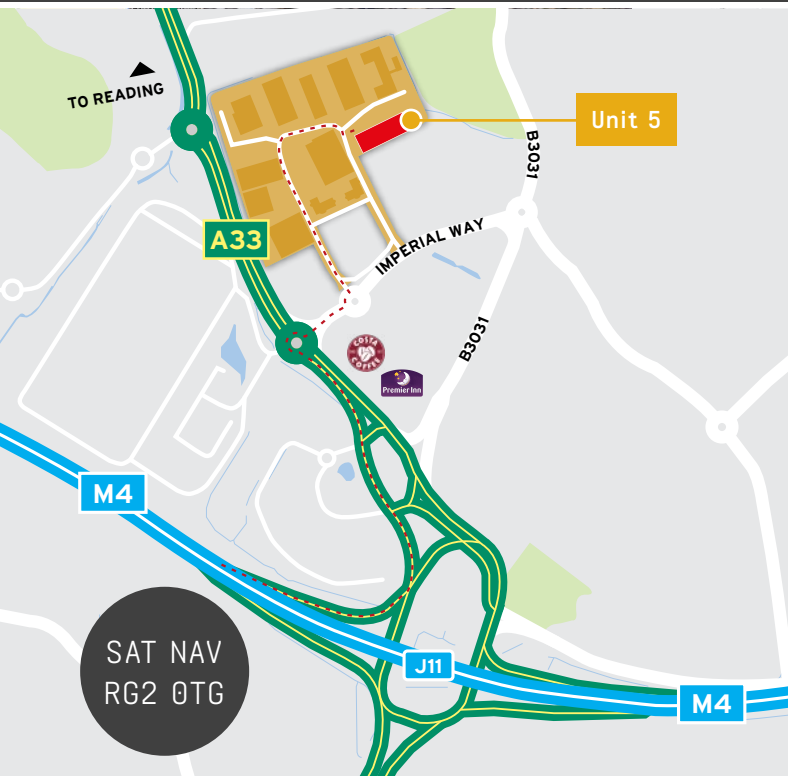 TO READING
Unit 5
B3031
A33
IMPERIAL WAY
B3031
COSTA
COFFEE
Premier Inn
M4
SAT NAV
RG2 0TG
J11
M4